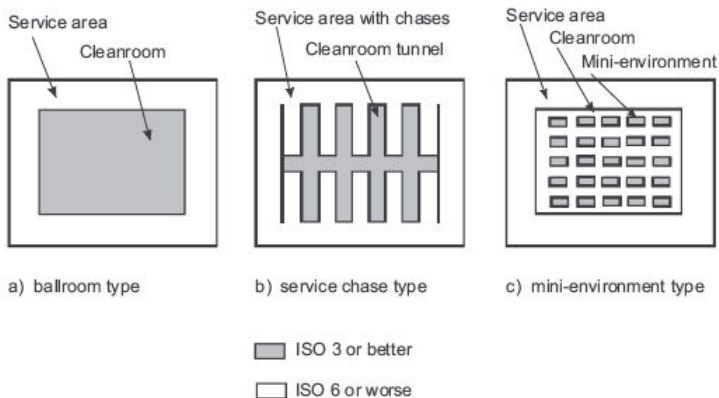 Service area
Cleanroom
Service area with chases
Cleanroom tunnel
Service area
Cleanroom
Mini-environment
a) ballroom type
b) service chase type
c) mini-environment type
ISO 3 or better
ISO 6 or worse